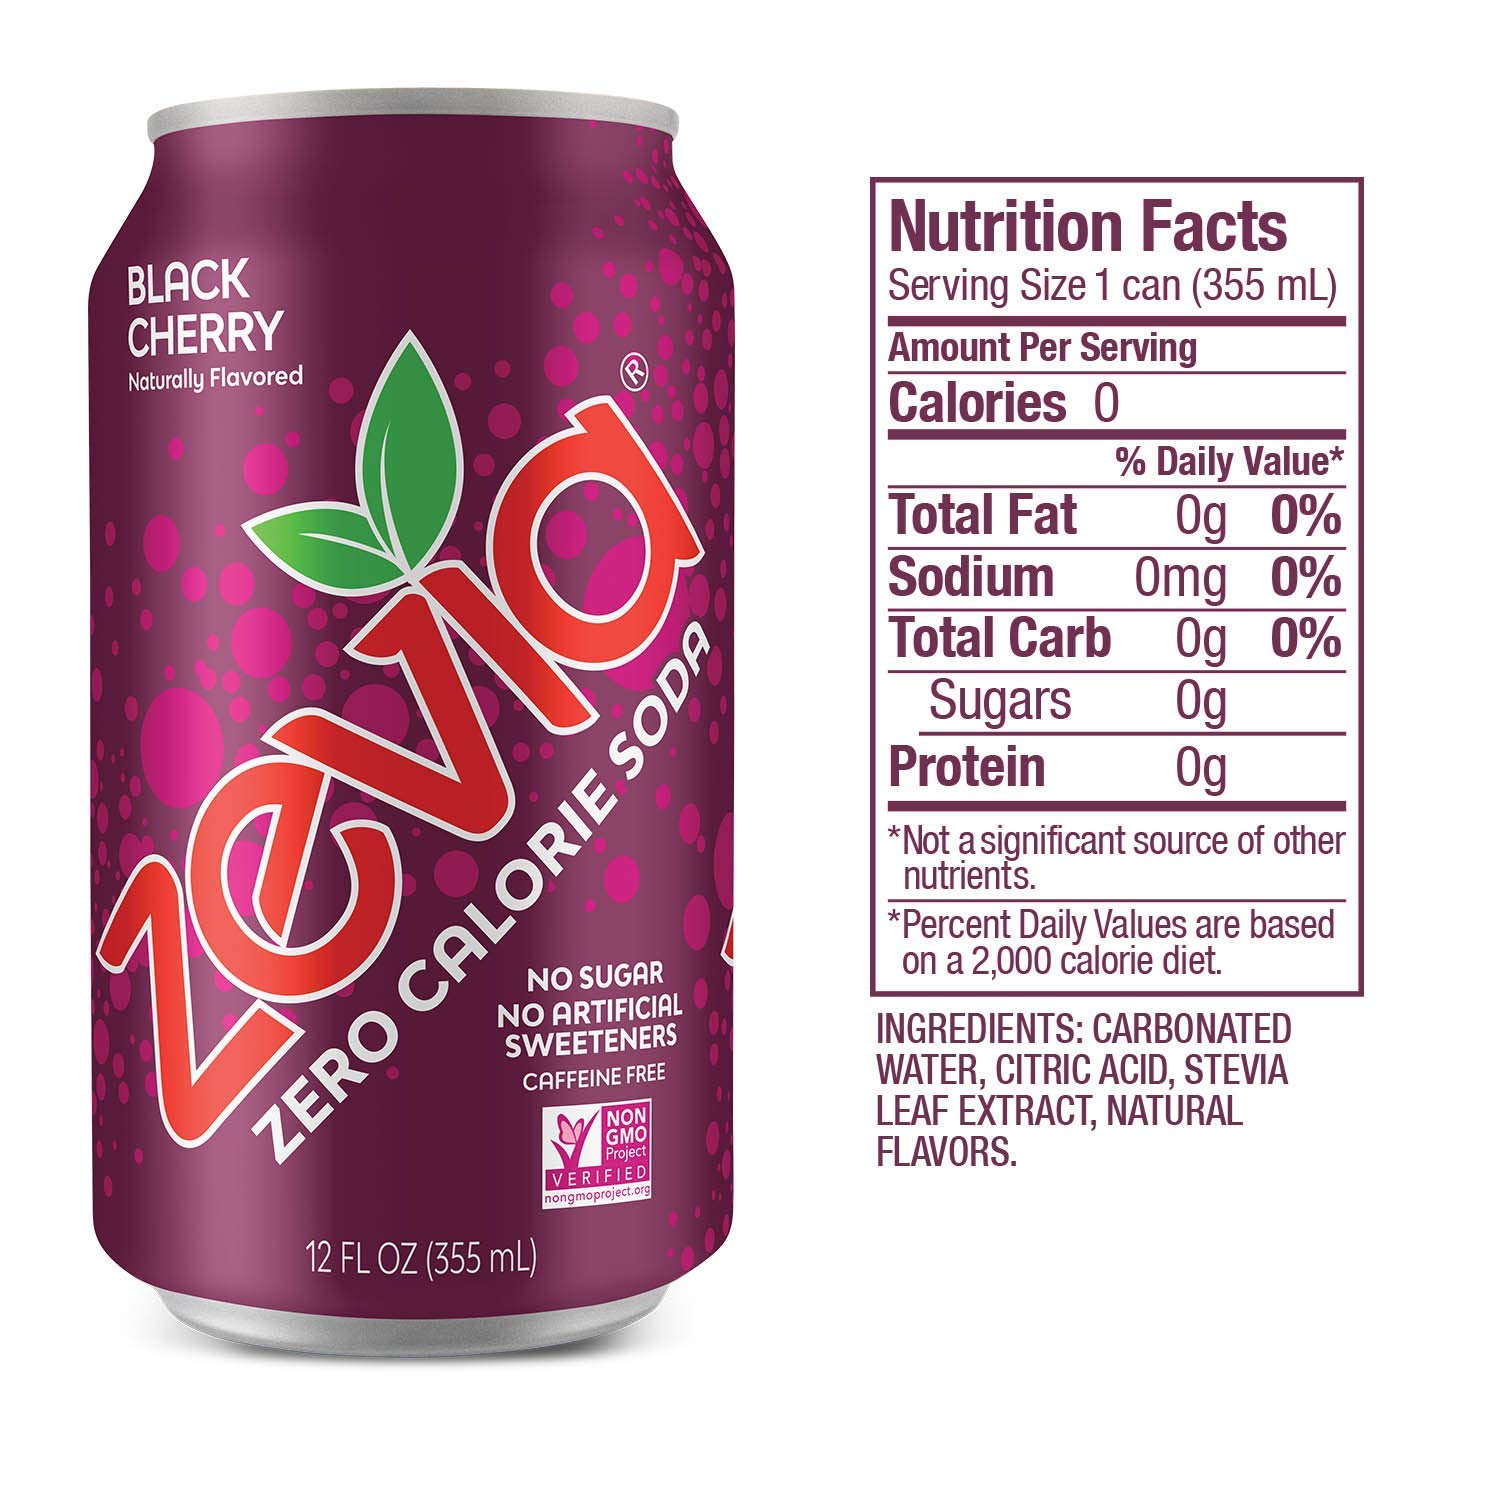 BLACK
CHERRY
Naturally Flavored
zevia®
ZERO CALORIE SODA
NO SUGAR
NO ARTIFICIAL
SWEETENERS
CAFFEINE FREE
NON
GMO
Project
VERIFIED
nongmoproject.org
12 FL OZ (355 mL)
Nutrition Facts
Serving Size 1 can (355 mL)
Amount Per Serving
Calories 0
% Daily Value*
Total Fat 0g 0%
Sodium 0mg 0%
Total Carb 0g 0%
Sugars 0g
Protein 0g
*Not a significant source of other
nutrients.
*Percent Daily Values are based
on a 2,000 calorie diet.
INGREDIENTS: CARBONATED
WATER, CITRIC ACID, STEVIA
LEAF EXTRACT, NATURAL
FLAVORS.